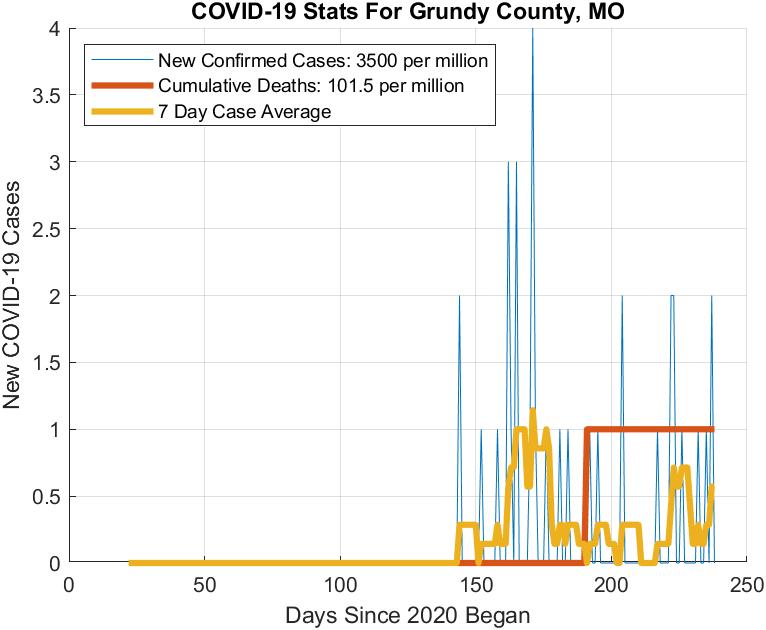 COVID-19 Stats For Grundy County, MO
New Confirmed Cases: 3500 per million
Cumulative Deaths: 101.5 per million
7 Day Case Average
New COVID-19 Cases
4
3.5
3
2.5
2
1.5
1
0.5
0
0 50 100 150 200 250
Days Since 2020 Began